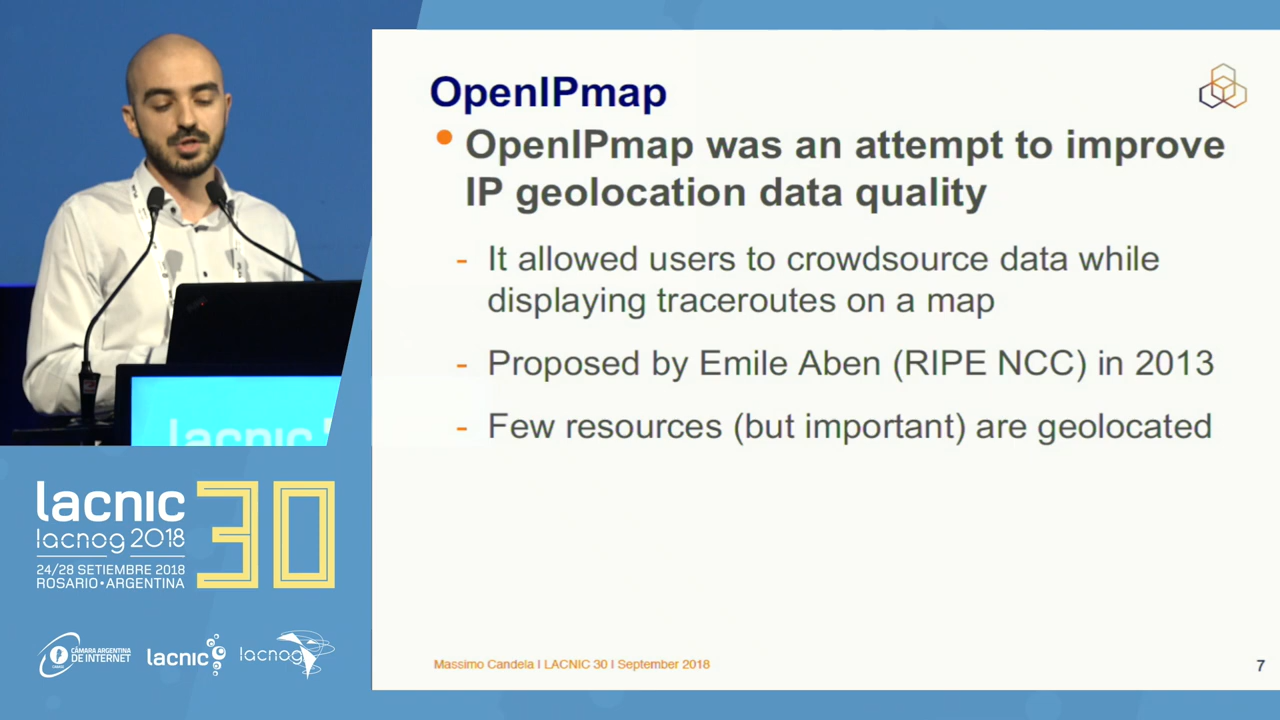 OpenIPmap
• OpenIPmap was an attempt to improve
IP geolocation data quality
- It allowed users to crowdsource data while
displaying traceroutes on a map
- Proposed by Emile Aben (RIPE NCC) in 2013
- Few resources (but important) are geolocated
Massimo Candela I LACNIC 30 I September 2018
7
lacnic
lacnic 30
lacnog 2018
24/28 SETIEMBRE 2018
ROSARIO•ARGENTINA
CÁMARA ARGENTINA
DE INTERNET
lacnic
lacnog